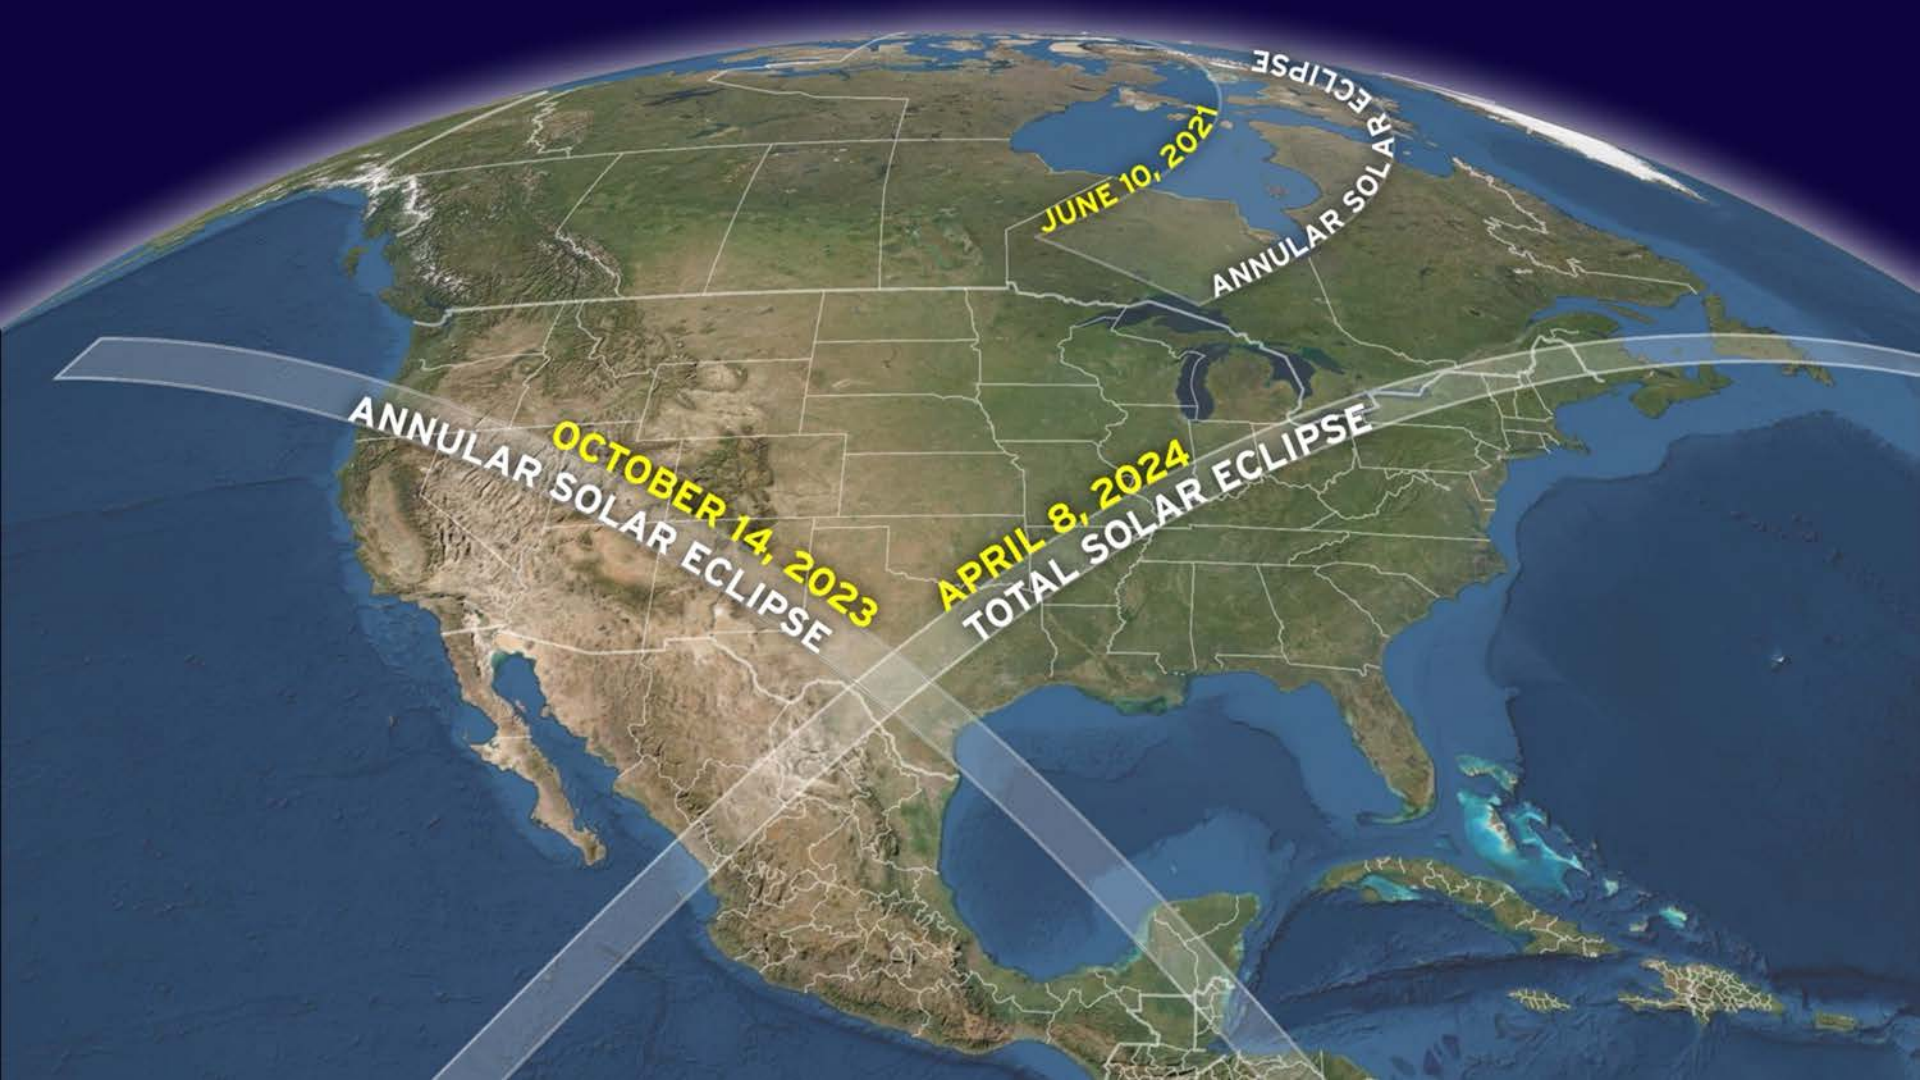 JUNE 10, 2021
ANNULAR SOLAR ECLIPSE
OCTOBER 14, 2023
ANNULAR SOLAR ECLIPSE
APRIL 8, 2024
TOTAL SOLAR ECLIPSE